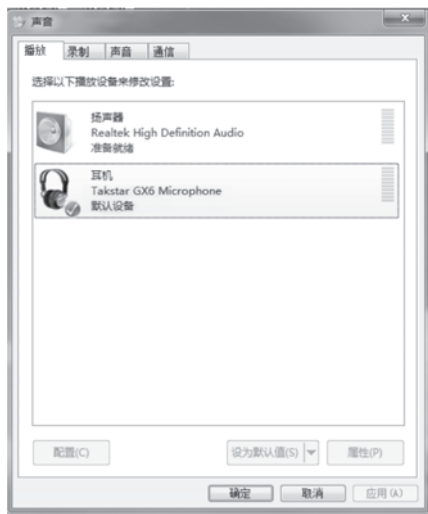 声音
播放 录制 声音 通信
选择以下播放设备来修改设置:
扬声器
Realtek High Definition Audio
准备就绪
耳机
Takstar GX6 Microphone
默认设备
配置(C) 设为默认值(S) 属性(P)
确定 取消 应用(A)